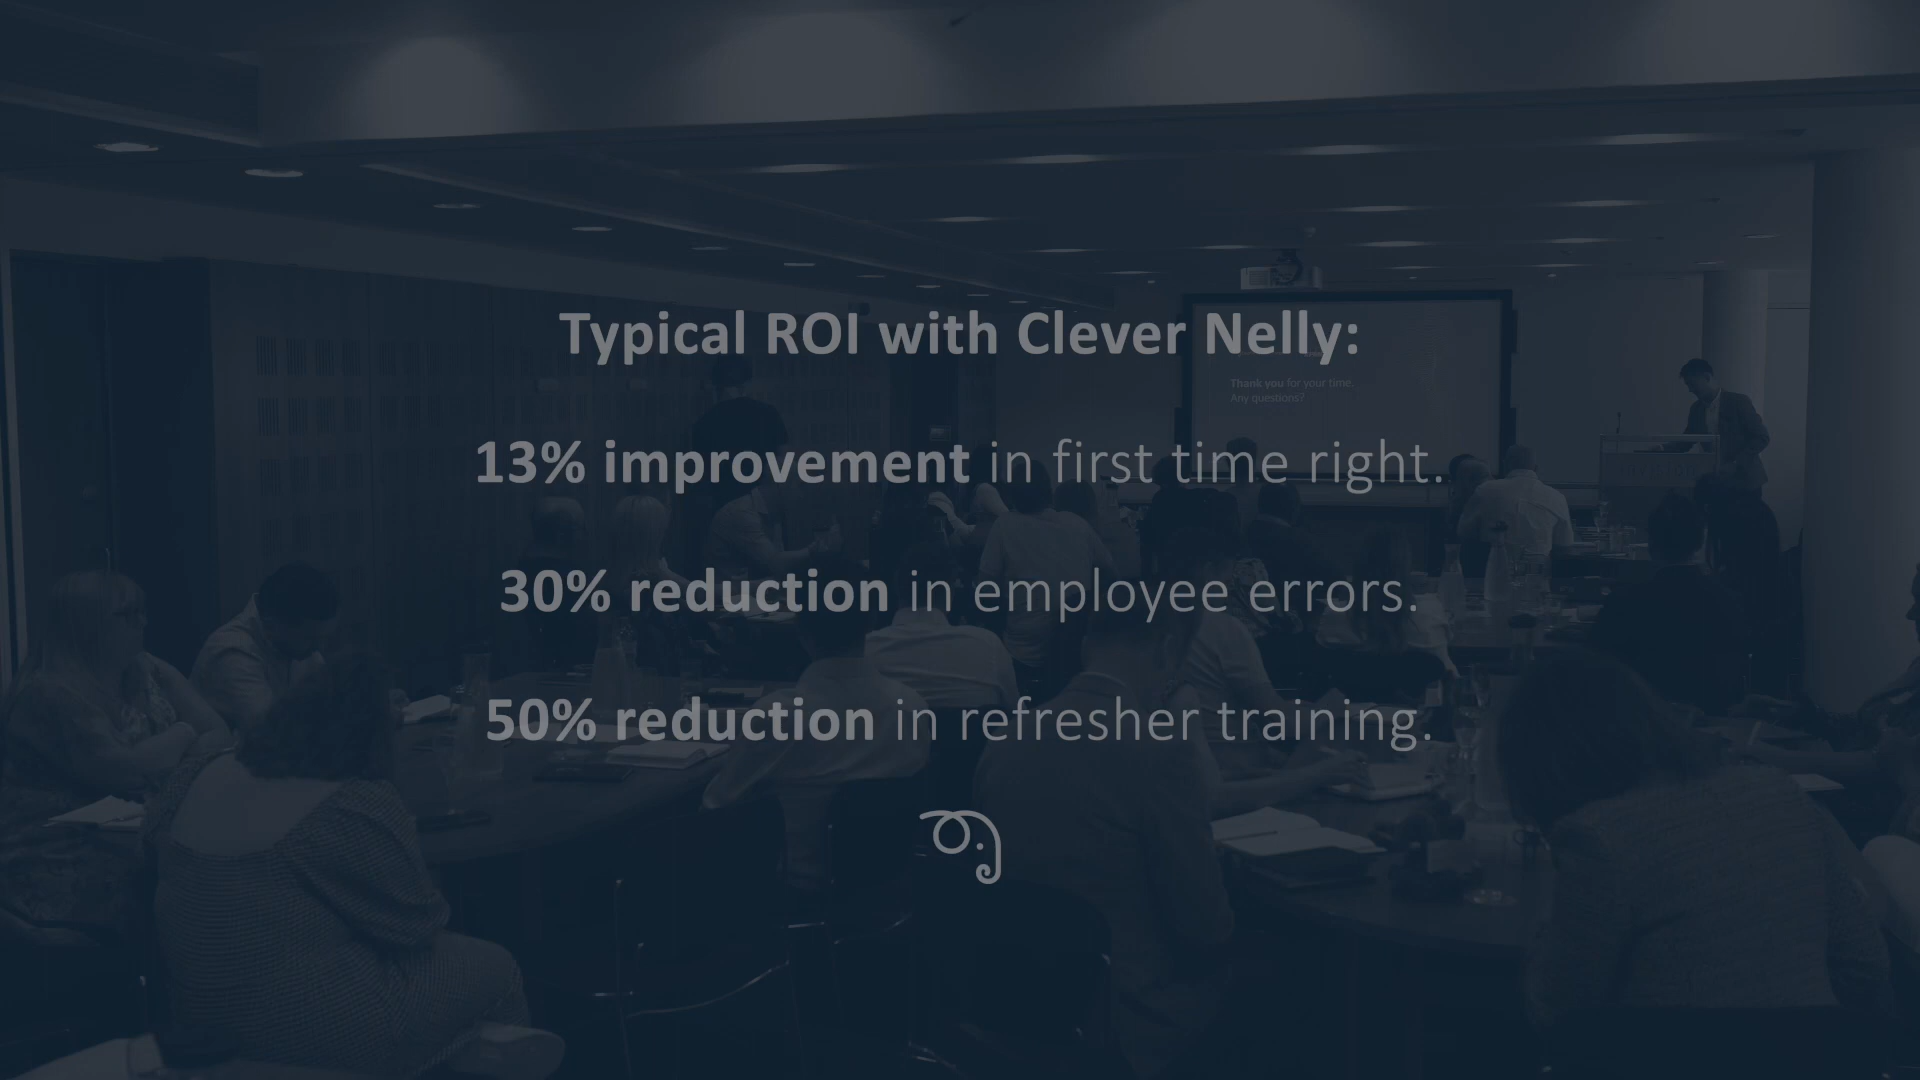 Typical ROI with Clever Nelly:
Thank you for your time.
Any questions?
13% improvement in first time right.
30% reduction in employee errors.
50% reduction in refresher training.